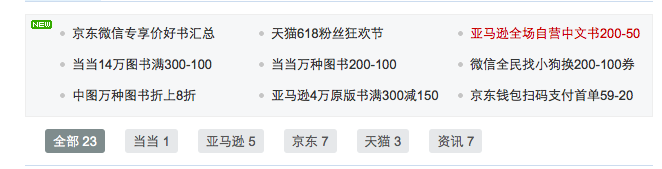 NEW
京东微信专享价好书汇总 天猫618粉丝狂欢节 亚马逊全场自营中文书200-50
当当14万图书满300-100 当当万种图书200-100 微信全民找小狗换200-100券
中图万种图书折上8折 亚马逊4万原版书满300减150 京东钱包扫码支付首单59-20
全部 23 当当 1 亚马逊 5 京东 7 天猫 3 资讯 7